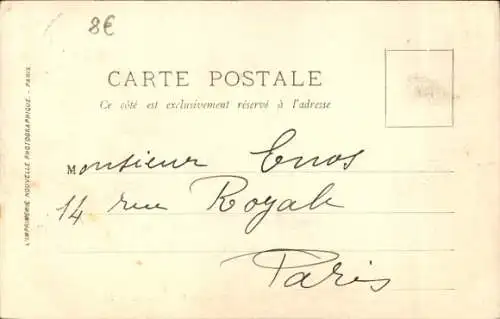 8€
CARTE POSTALE
Ce côté est exclusivement réservé à l'adresse
Monsieur Enos
14 rue Royale
Paris
L'IMPRIMERIE NOUVELLE PHOTOGRAPHIQUE. - PARIS